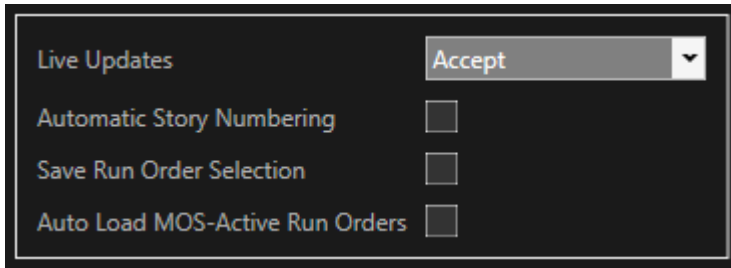 Live Updates Accept
Automatic Story Numbering
Save Run Order Selection
Auto Load MOS-Active Run Orders